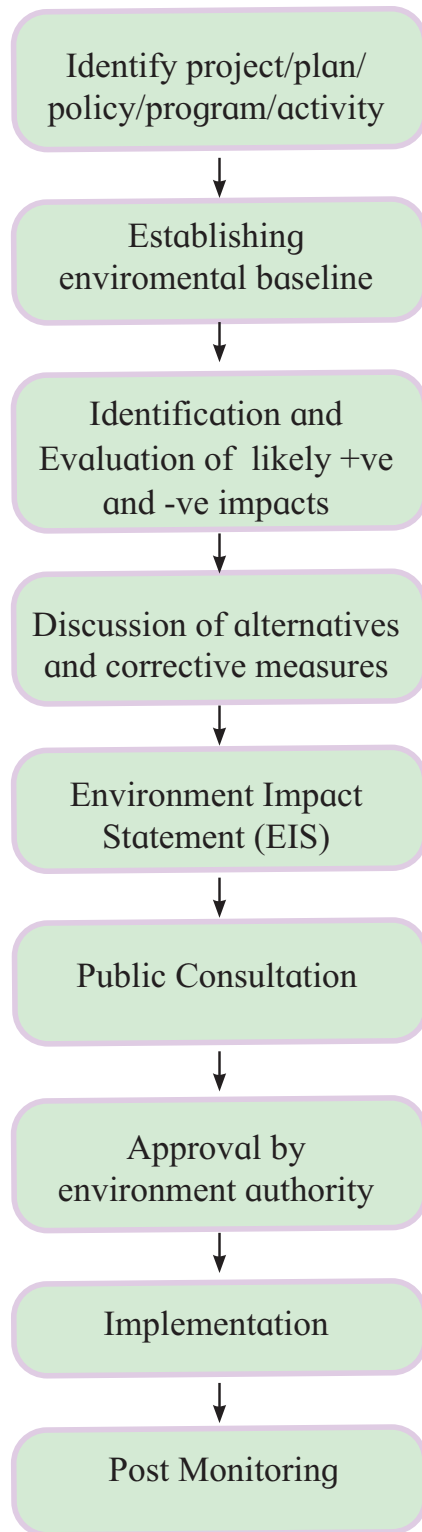 Identify project/plan/
policy/program/activity
Establishing
enviromental baseline
Identification and
Evaluation of likely +ve
and -ve impacts
Discussion of alternatives
and corrective measures
Environment Impact
Statement (EIS)
Public Consultation
Approval by
environment authority
Implementation
Post Monitoring